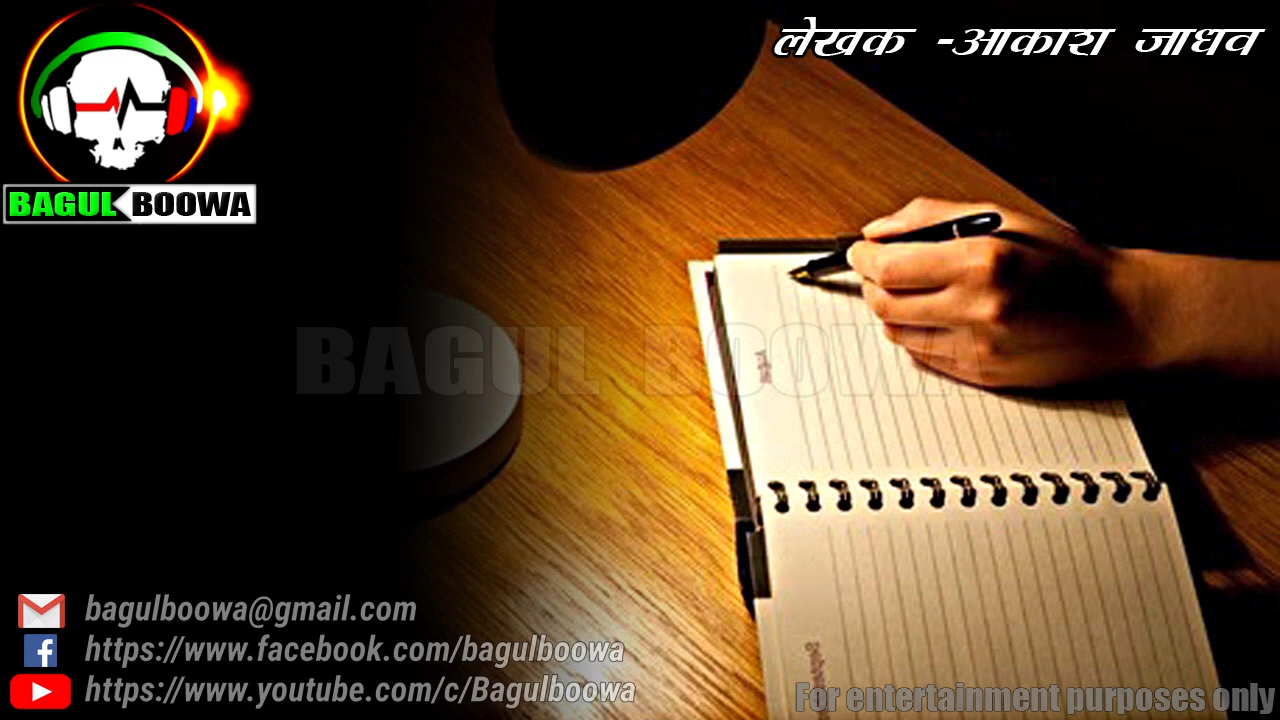 लेखक -आकाश जाधव
BAGUL BOOWA
BAGUL BOOWA
bagulboowa@gmail.com
https://www.facebook.com/bagulboowa
https://www.youtube.com/c/Bagulboowa
For entertainment purposes only